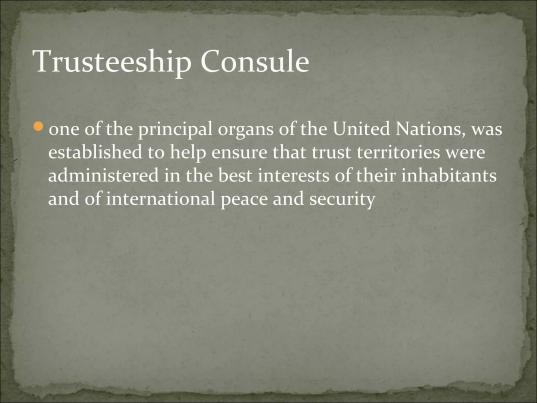 Trusteeship Consule
one of the principal organs of the United Nations, was
established to help ensure that trust territories were
administered in the best interests of their inhabitants
and of international peace and security